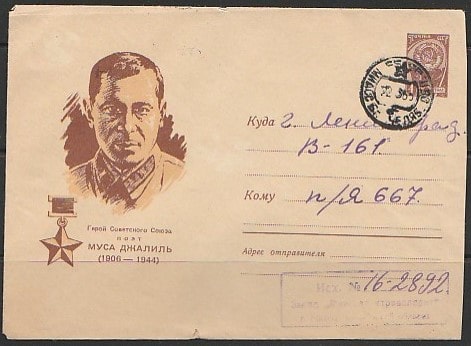 Герой Советского Союза
поэт
МУСА ДЖАЛИЛЬ
(1906 — 1944)
Куда г. Ленинград
В-161.
Кому п/Я 667.
Адрес отправителя
Исх. № 16-2892